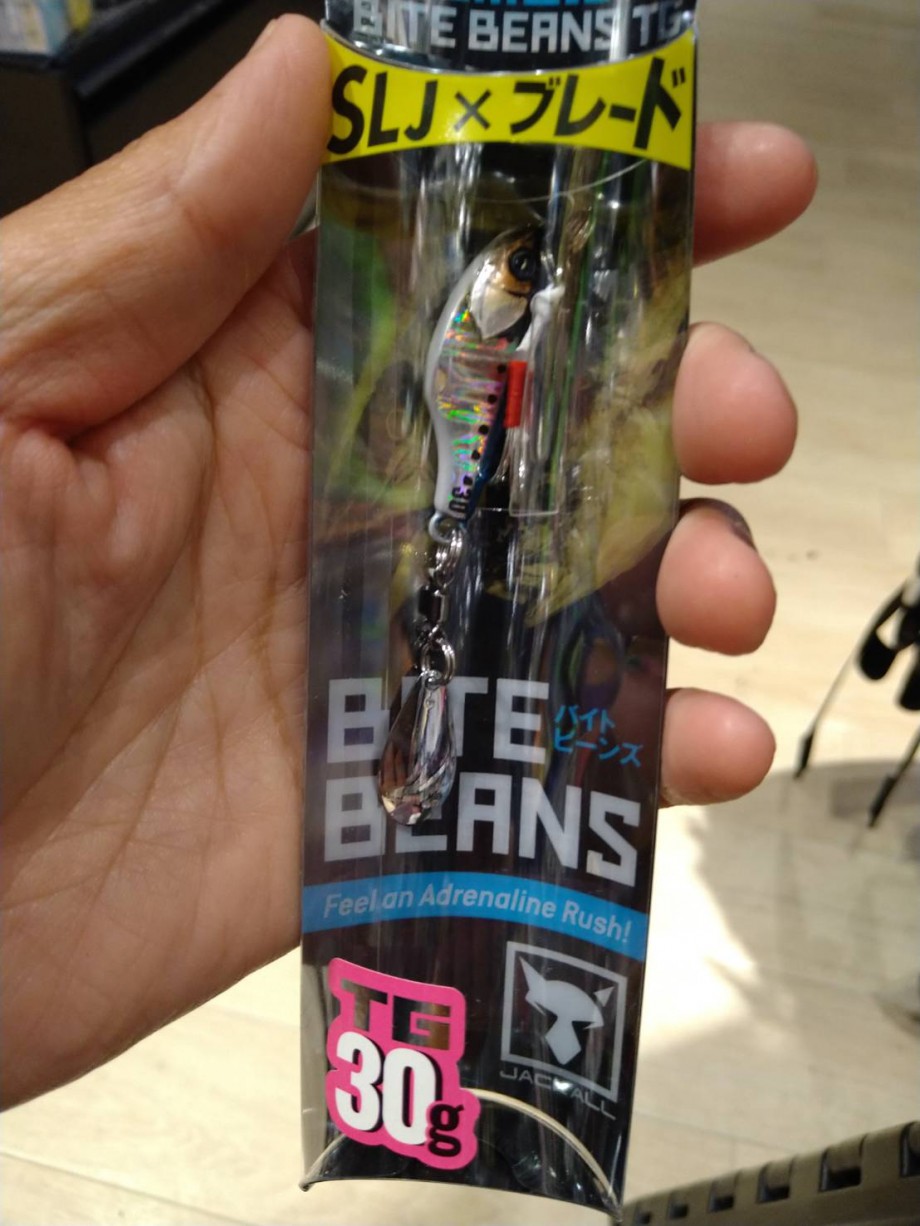 BITE BEANS TG
SLJ×ブレード
30
BITE
バイト
ビーンズ
BEANS
Feel an Adrenaline Rush!
TG
30g
JACKALL